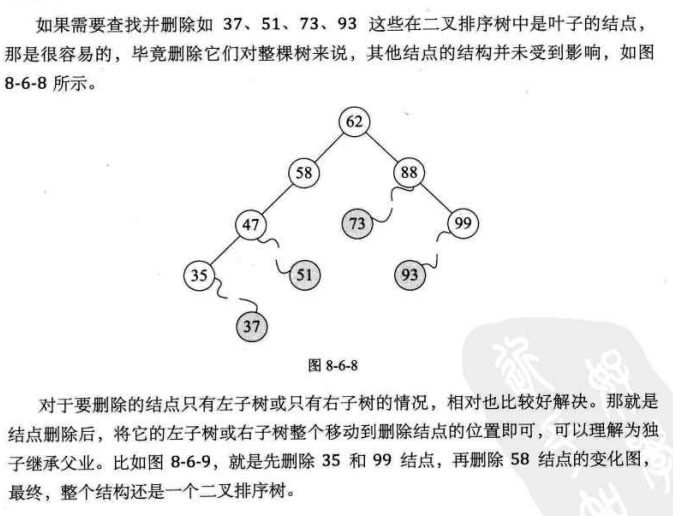 如果需要查找并删除如 37、51、73、93 这些在二叉排序树中是叶子的结点，
那是很容易的，毕竟删除它们对整棵树来说，其他结点的结构并未受到影响，如图
8-6-8 所示。
62
58
88
47
73
99
35
51
93
37
图 8-6-8
对于要删除的结点只有左子树或只有右子树的情况，相对也比较好解决。那就是
结点删除后，将它的左子树或右子树整个移动到删除结点的位置即可，可以理解为独
子继承父业。比如图 8-6-9，就是先删除 35 和 99 结点，再删除 58 结点的变化图，
最终，整个结构还是一个二叉排序树。